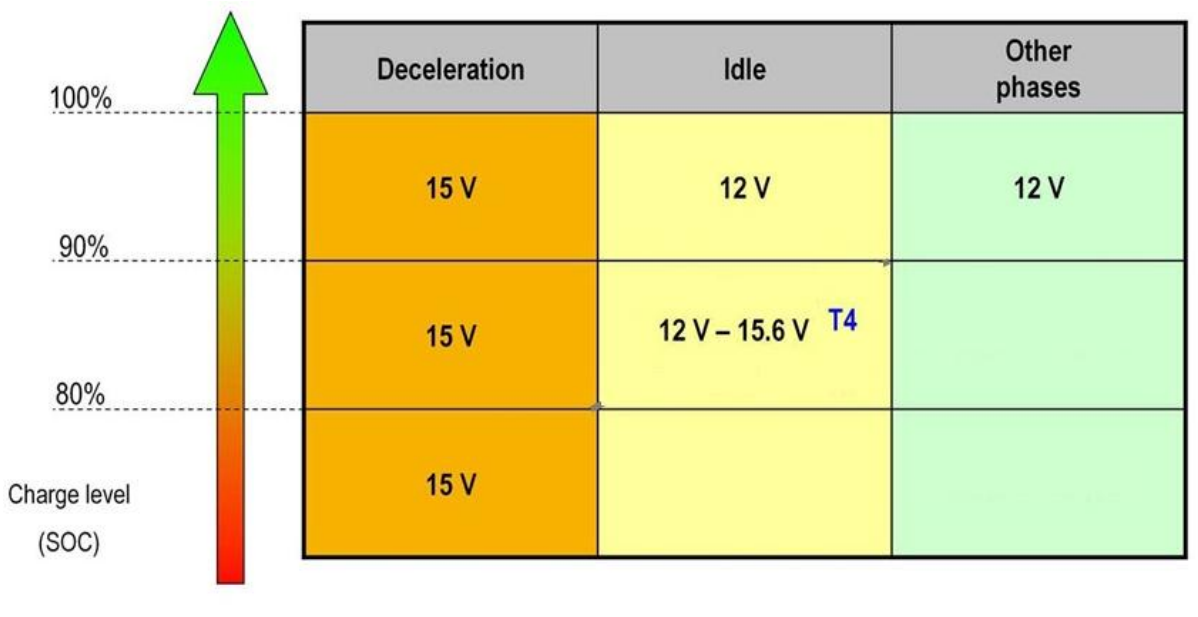 Deceleration
Idle
Other
phases
100%
15 V
12 V
12 V
90%
15 V
12 V – 15.6 V T4
80%
15 V
Charge level
(SOC)